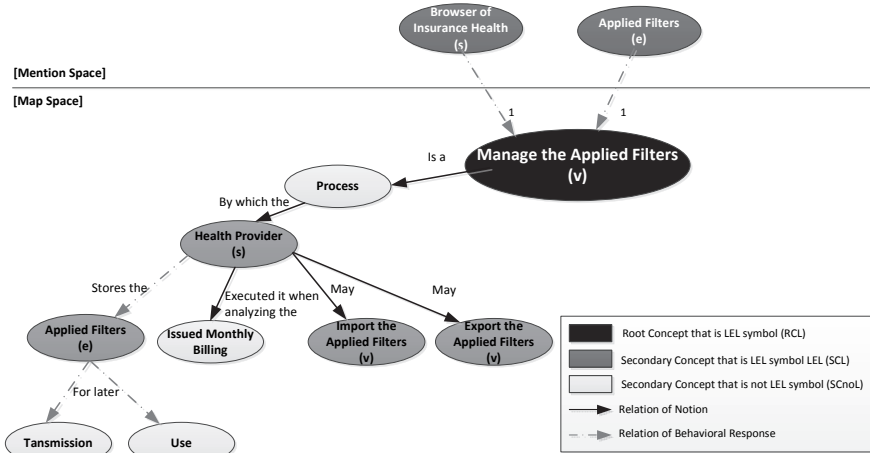 Browser of
Insurance Health
(s)
Applied Filters
(e)
[Mention Space]
[Map Space]
1
1
Manage the Applied Filters
(v)
Is a
Process
By which the
Health Provider
(s)
Stores the
Executed it when
analyzing the
May
May
Applied Filters
(e)
Issued Monthly
Billing
Import the
Applied Filters
(v)
Export the
Applied Filters
(v)
For later
Tansmission
Use
Root Concept that is LEL symbol (RCL)
Secondary Concept that is LEL symbol LEL (SCL)
Secondary Concept that is not LEL symbol (SCnoL)
Relation of Notion
Relation of Behavioral Response